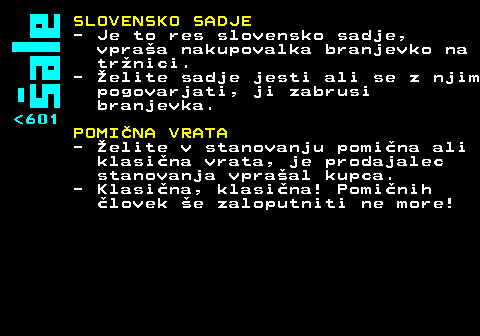 šale
<601
SLOVENSKO SADJE
- Je to res slovensko sadje,
vpraša nakupovalka branjevko na
tržnici.
- Želite sadje jesti ali se z njim
pogovarjati, ji zabrusi
branjevka.
POMIČNA VRATA
- Želite v stanovanju pomična ali
klasična vrata, je prodajalec
stanovanja vprašal kupca.
- Klasična, klasična! Pomičnih
človek še zaloputniti ne more!